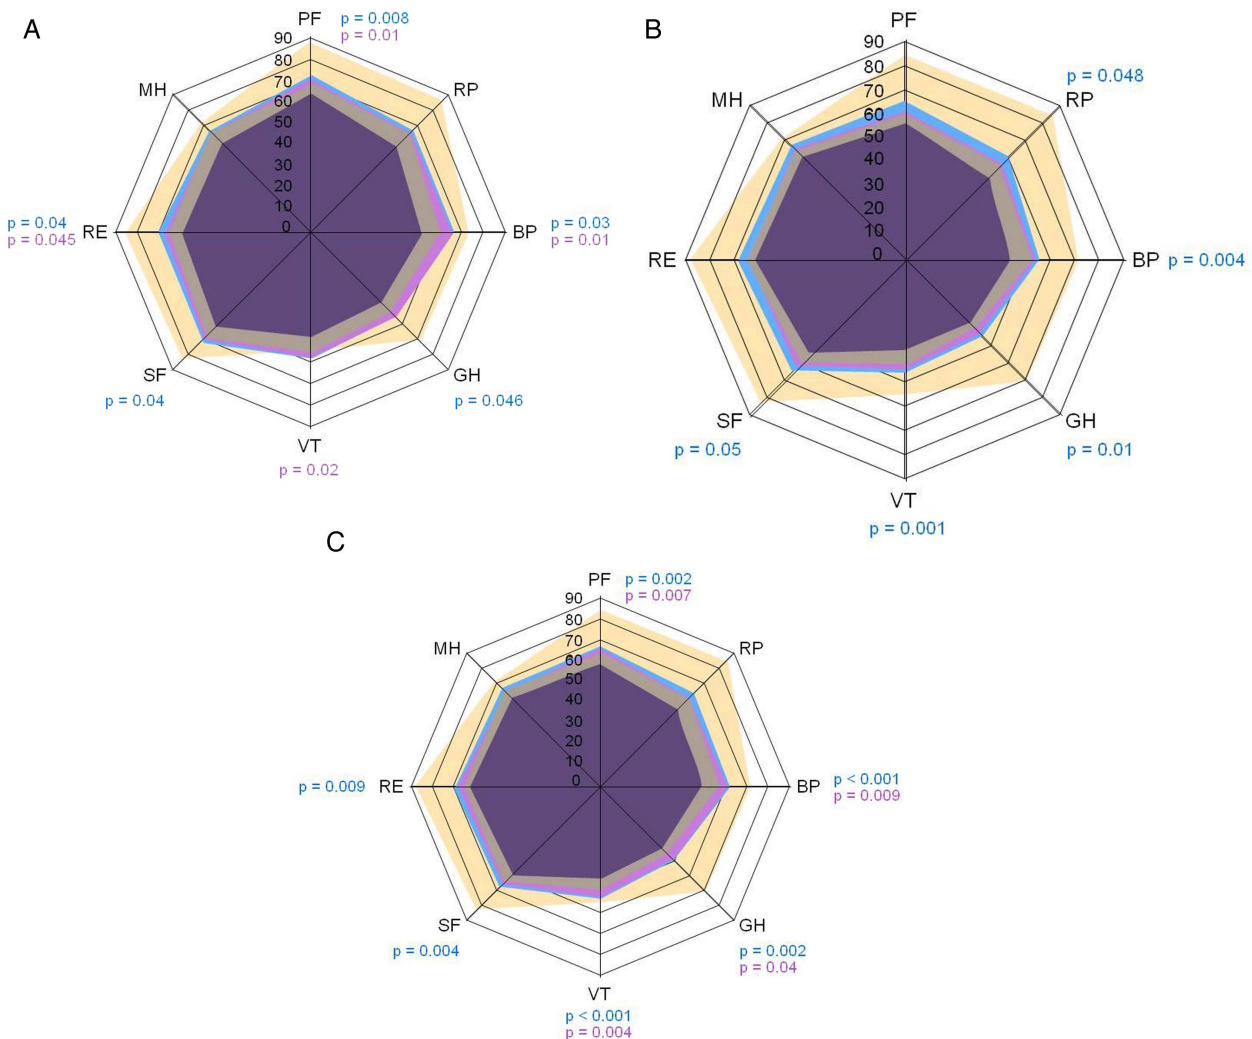 A
PF
p = 0.008
p = 0.01
90
80
70
60
50
40
30
20
10
0
MH
RP
p = 0.04
p = 0.045
RE
BP
p = 0.03
p = 0.01
SF
p = 0.04
GH
p = 0.046
VT
p = 0.02
B
PF
90
80
70
60
50
40
30
20
10
0
MH
p = 0.048
RP
RE
BP
p = 0.004
SF
p = 0.05
GH
p = 0.01
VT
p = 0.001
C
PF
p = 0.002
p = 0.007
90
80
70
60
50
40
30
20
10
0
MH
RP
p = 0.009
RE
BP
p < 0.001
p = 0.009
SF
p = 0.004
GH
p = 0.002
p = 0.04
VT
p < 0.001
p = 0.004